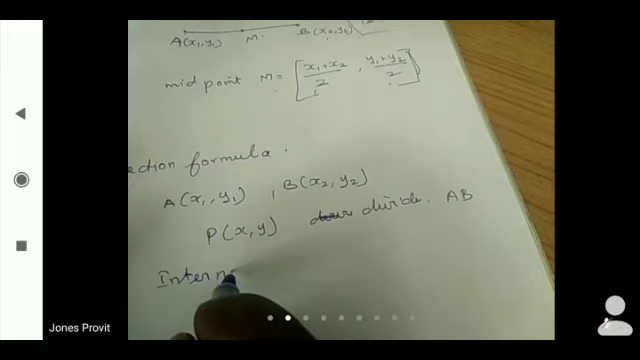 A(x₁,y₁) M B(x₂,y₂)
mid point M = [ x₁+x₂/2 , y₁+y₂/2 ]
ection formula.
A(x₁, y₁) , B(x₂, y₂)
P(x, y) divide. AB
Intern
Jones Provit